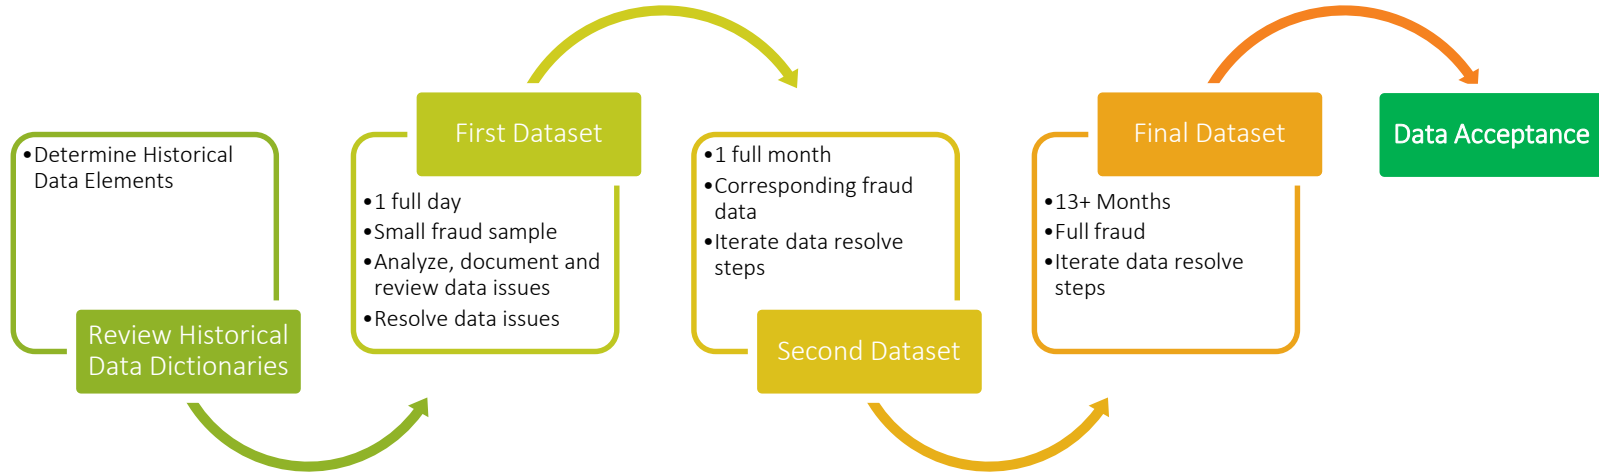 •Determine Historical
Data Elements
Review Historical
Data Dictionaries
First Dataset
•1 full day
•Small fraud sample
•Analyze, document and
review data issues
•Resolve data issues
•1 full month
•Corresponding fraud
data
•Iterate data resolve
steps
Second Dataset
Final Dataset
•13+ Months
•Full fraud
•Iterate data resolve
steps
Data Acceptance